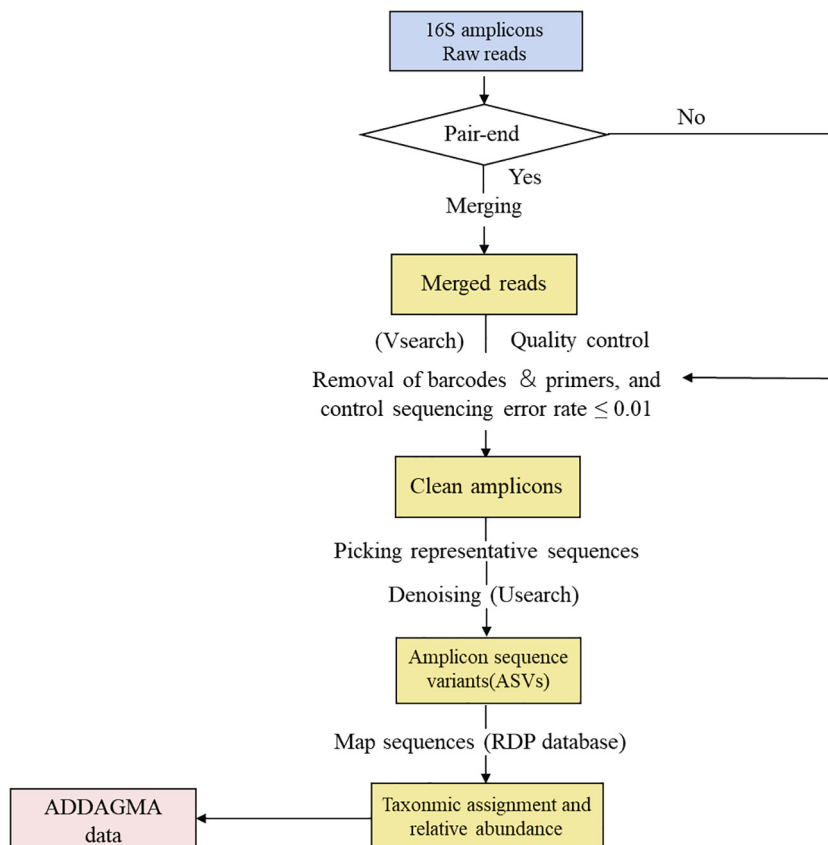 16S amplicons
Raw reads
Pair-end
No
Yes
Merging
Merged reads
(Vsearch) Quality control
Removal of barcodes & primers, and
control sequencing error rate ≤ 0.01
Clean amplicons
Picking representative sequences
Denoising (Usearch)
Amplicon sequence
variants(ASVs)
Map sequences (RDP database)
Taxonmic assignment and
relative abundance
ADDAGMA
data